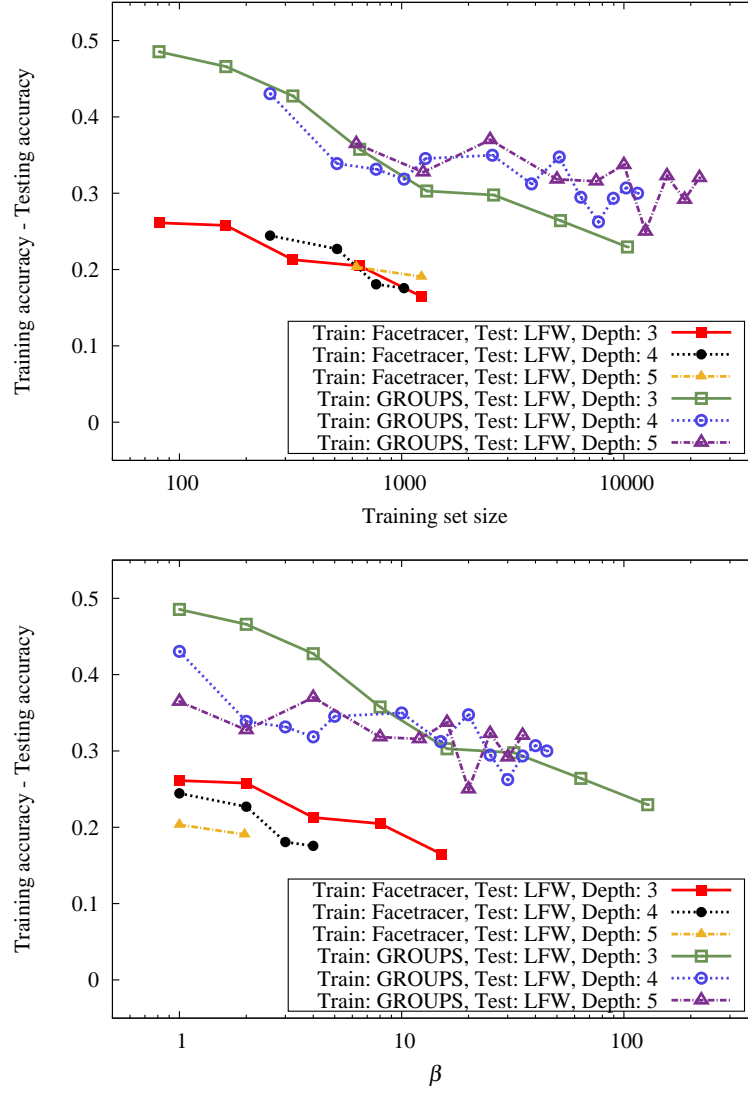 0.5
0.4
0.3
0.2
0.1
0
Training accuracy - Testing accuracy
Train: Facetracer, Test: LFW, Depth: 3
Train: Facetracer, Test: LFW, Depth: 4
Train: Facetracer, Test: LFW, Depth: 5
Train: GROUPS, Test: LFW, Depth: 3
Train: GROUPS, Test: LFW, Depth: 4
Train: GROUPS, Test: LFW, Depth: 5
100 1000 10000
Training set size
0.5
0.4
0.3
0.2
0.1
0
Training accuracy - Testing accuracy
Train: Facetracer, Test: LFW, Depth: 3
Train: Facetracer, Test: LFW, Depth: 4
Train: Facetracer, Test: LFW, Depth: 5
Train: GROUPS, Test: LFW, Depth: 3
Train: GROUPS, Test: LFW, Depth: 4
Train: GROUPS, Test: LFW, Depth: 5
1 10 100
β